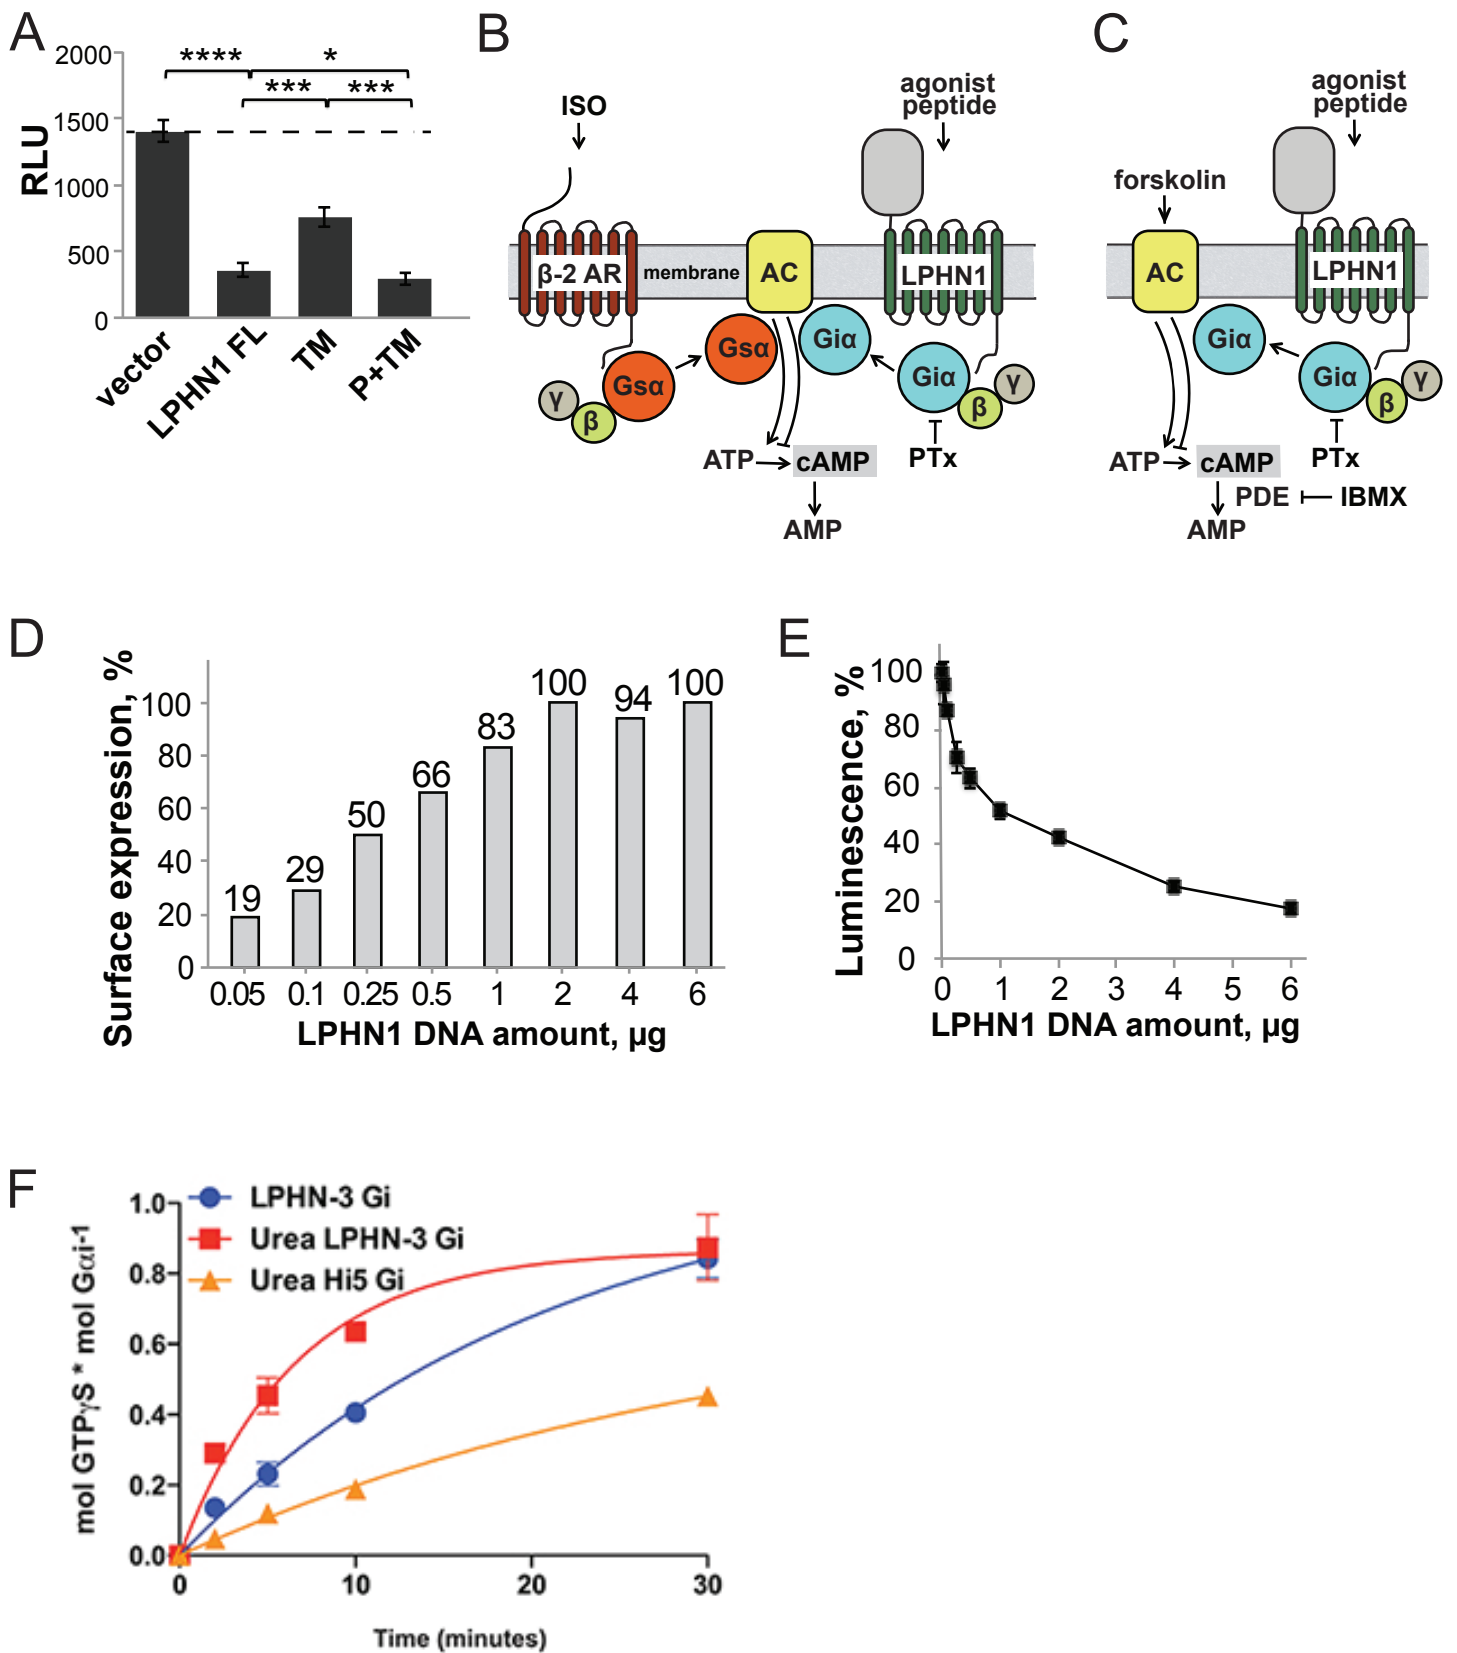 A
2000
1500
1000
500
0
RLU
****
*
***
***
vector
LPHN1 FL
TM
P+TM
B
ISO
agonist
peptide
β-2 AR
membrane
AC
LPHN1
Gsα
Giα
Gsα
Giα
γ
β
β
γ
ATP
cAMP
PTx
AMP
C
agonist
peptide
forskolin
AC
LPHN1
Giα
Giα
β
γ
ATP
cAMP
PTx
PDE
IBMX
AMP
D
Surface expression, %
100
80
60
40
20
0
19
29
50
66
83
100
94
100
0.05 0.1 0.25 0.5 1 2 4 6
LPHN1 DNA amount, µg
E
Luminescence, %
100
80
60
40
20
0
0 1 2 3 4 5 6
LPHN1 DNA amount, µg
F
LPHN-3 Gi
Urea LPHN-3 Gi
Urea Hi5 Gi
mol GTPγS * mol Gαi-1
1.0
0.8
0.6
0.4
0.2
0.0
0 10 20 30
Time (minutes)